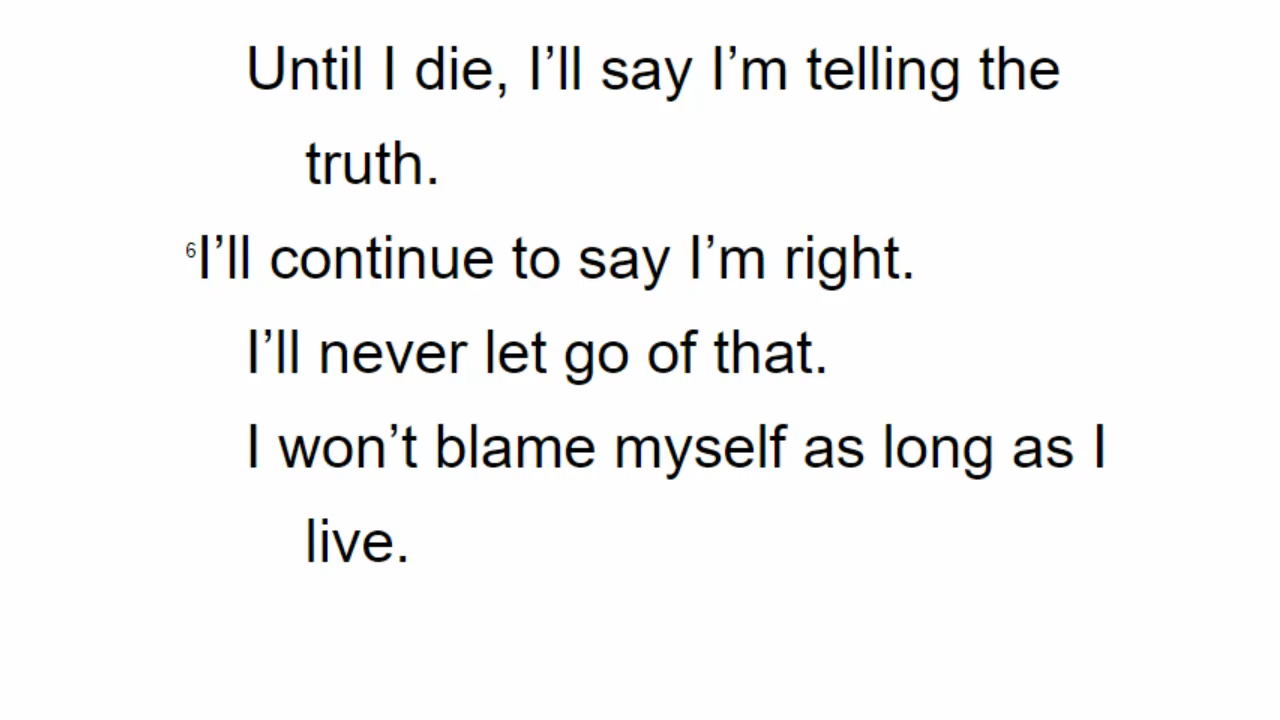 Until I die, I’ll say I’m telling the
truth.
6I’ll continue to say I’m right.
I’ll never let go of that.
I won’t blame myself as long as I
live.